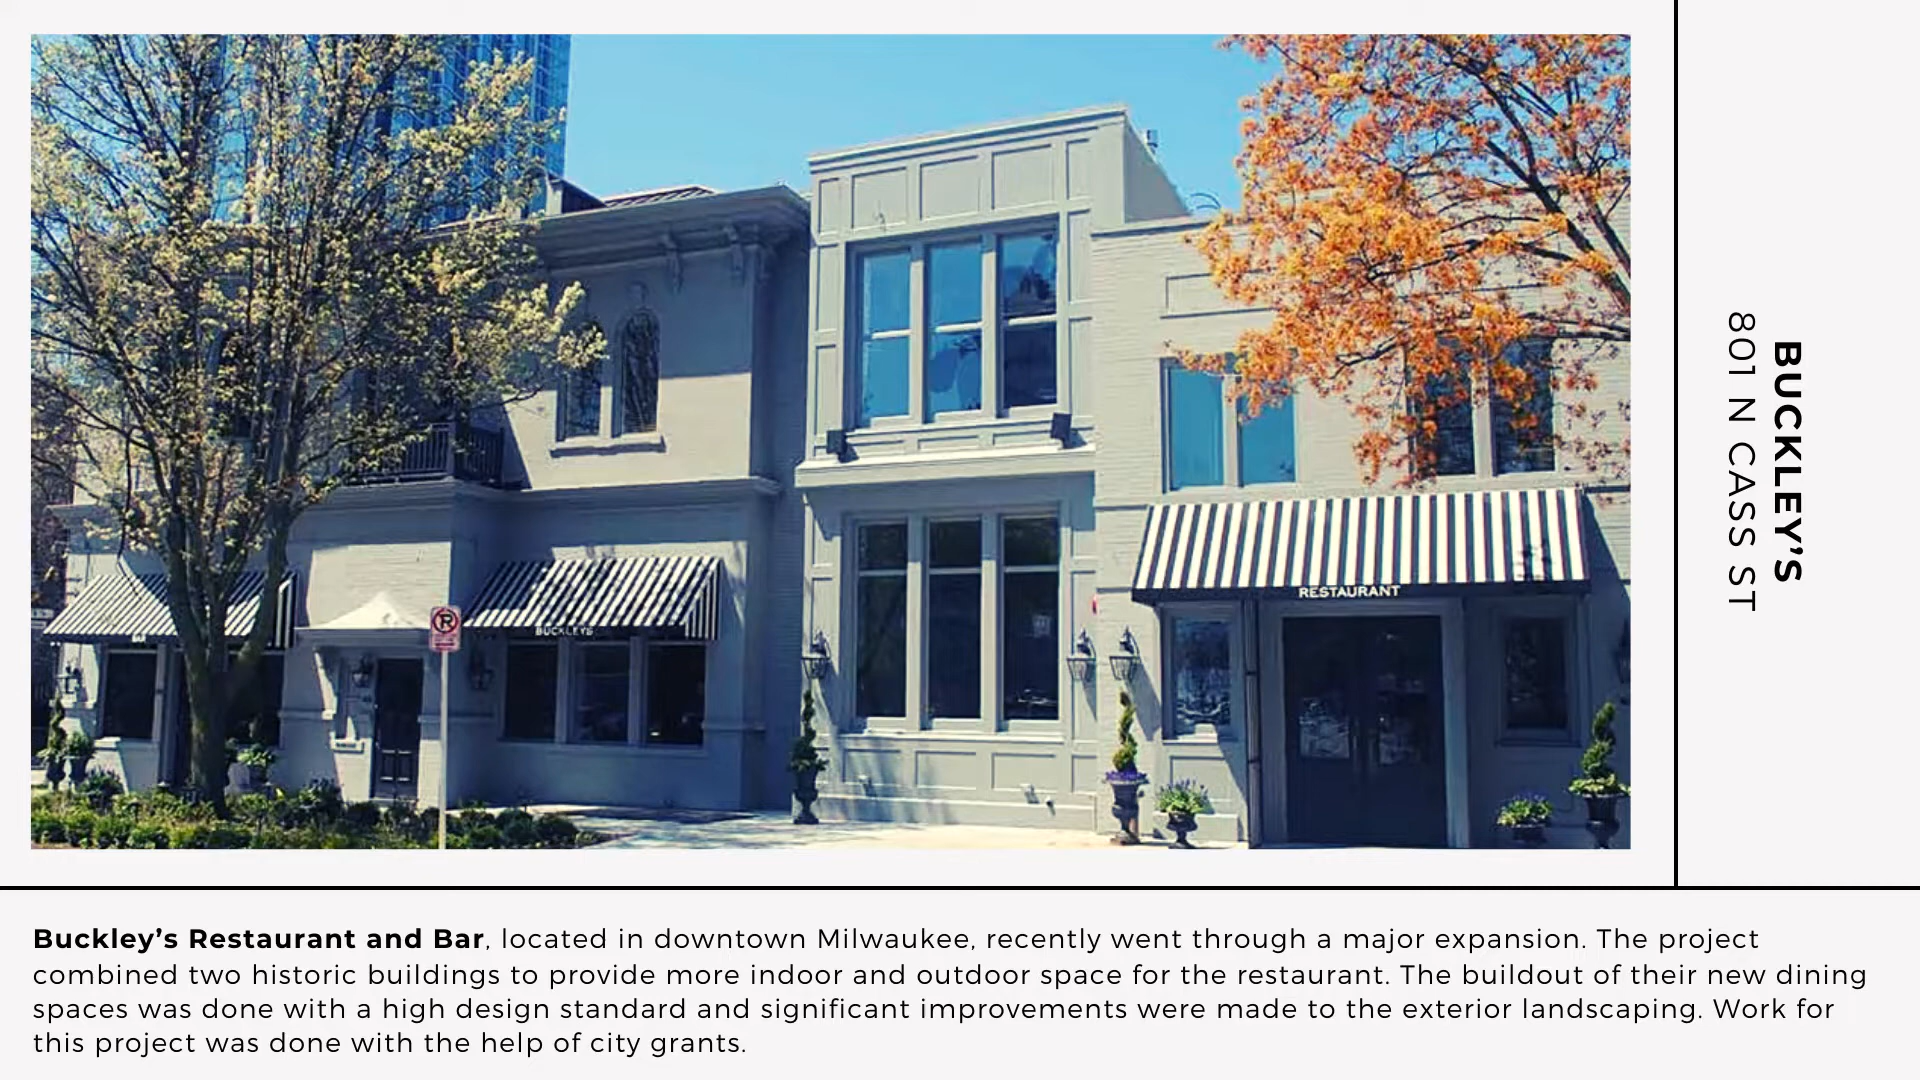 BUCKLEY'S
RESTAURANT
BUCKLEY'S
801 N CASS ST
Buckley's Restaurant and Bar, located in downtown Milwaukee, recently went through a major expansion. The project
combined two historic buildings to provide more indoor and outdoor space for the restaurant. The buildout of their new dining
spaces was done with a high design standard and significant improvements were made to the exterior landscaping. Work for
this project was done with the help of city grants.